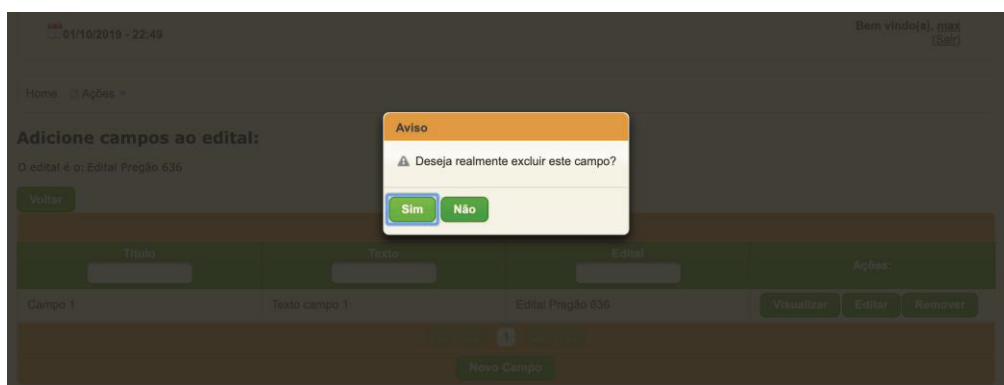 01/10/2019 - 22:49
Bem vindo(a), max
(Sair)
Home Ações
Adicione campos ao edital:
O edital é o: Edital Pregão 636
Voltar
Aviso
Deseja realmente excluir este campo?
Sim Não
Título Texto Edital Ações:
Campo 1 Texto campo 1 Edital Pregão 636 Visualizar Editar Remover
1
Novo Campo